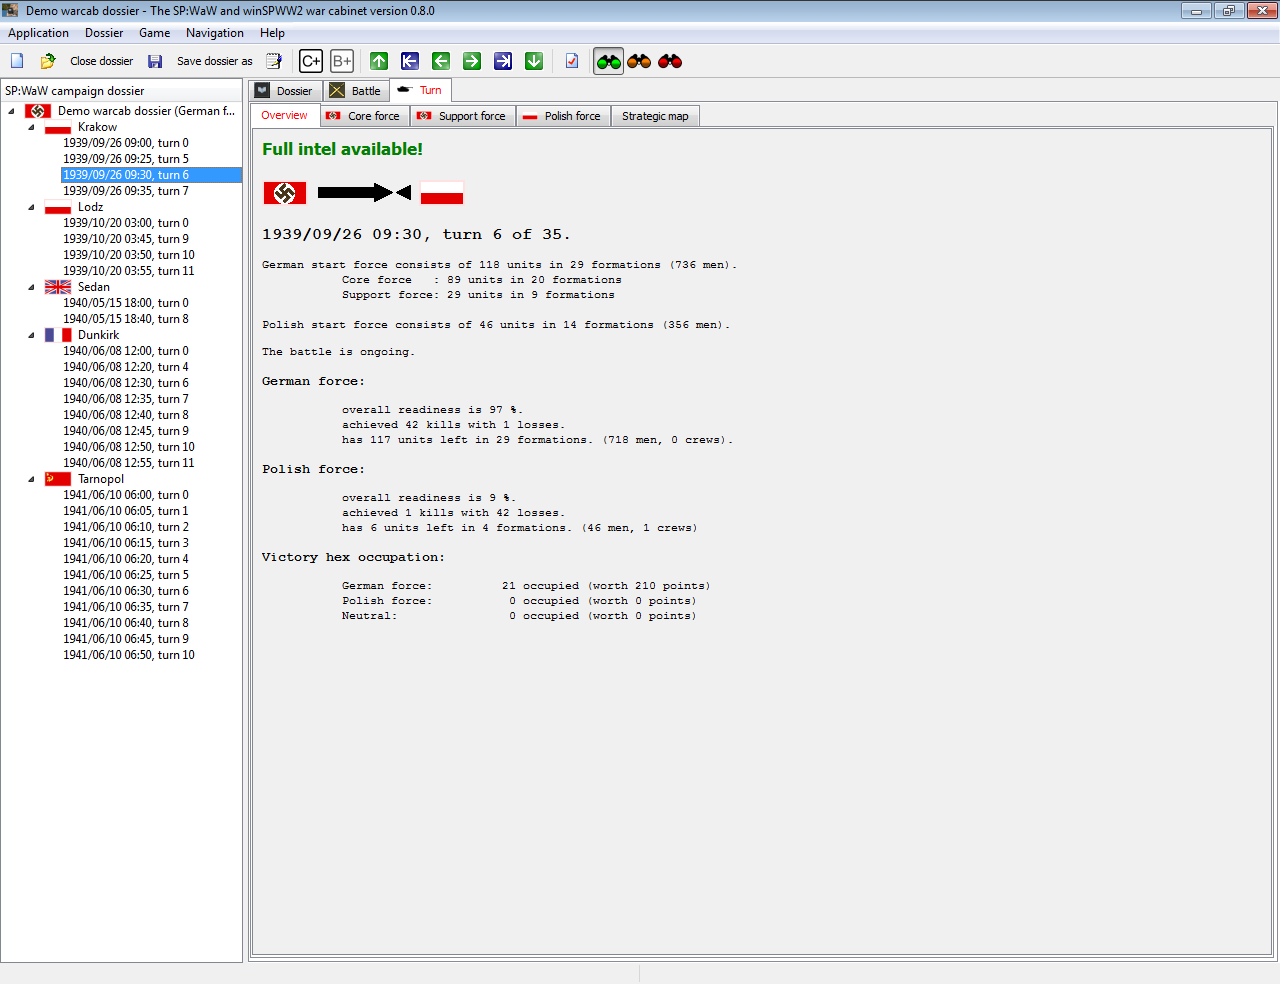 Demo warcab dossier - The SP:WaW and winSPWW2 war cabinet version 0.8.0
Application Dossier Game Navigation Help
Close dossier Save dossier as C+ B+
SP:WaW campaign dossier
Demo warcab dossier (German f...
Krakow
1939/09/26 09:00, turn 0
1939/09/26 09:25, turn 5
1939/09/26 09:30, turn 6
1939/09/26 09:35, turn 7
Lodz
1939/10/20 03:00, turn 0
1939/10/20 03:45, turn 9
1939/10/20 03:50, turn 10
1939/10/20 03:55, turn 11
Sedan
1940/05/15 18:00, turn 0
1940/05/15 18:40, turn 8
Dunkirk
1940/06/08 12:00, turn 0
1940/06/08 12:20, turn 4
1940/06/08 12:30, turn 6
1940/06/08 12:35, turn 7
1940/06/08 12:40, turn 8
1940/06/08 12:45, turn 9
1940/06/08 12:50, turn 10
1940/06/08 12:55, turn 11
Tarnopol
1941/06/10 06:00, turn 0
1941/06/10 06:05, turn 1
1941/06/10 06:10, turn 2
1941/06/10 06:15, turn 3
1941/06/10 06:20, turn 4
1941/06/10 06:25, turn 5
1941/06/10 06:30, turn 6
1941/06/10 06:35, turn 7
1941/06/10 06:40, turn 8
1941/06/10 06:45, turn 9
1941/06/10 06:50, turn 10
Dossier Battle Turn
Overview Core force Support force Polish force Strategic map
Full intel available!
1939/09/26 09:30, turn 6 of 35.
German start force consists of 118 units in 29 formations (736 men).
Core force : 89 units in 20 formations
Support force: 29 units in 9 formations
Polish start force consists of 46 units in 14 formations (356 men).
The battle is ongoing.
German force:
overall readiness is 97 %.
achieved 42 kills with 1 losses.
has 117 units left in 29 formations. (718 men, 0 crews).
Polish force:
overall readiness is 9 %.
achieved 1 kills with 42 losses.
has 6 units left in 4 formations. (46 men, 1 crews)
Victory hex occupation:
German force: 21 occupied (worth 210 points)
Polish force: 0 occupied (worth 0 points)
Neutral: 0 occupied (worth 0 points)